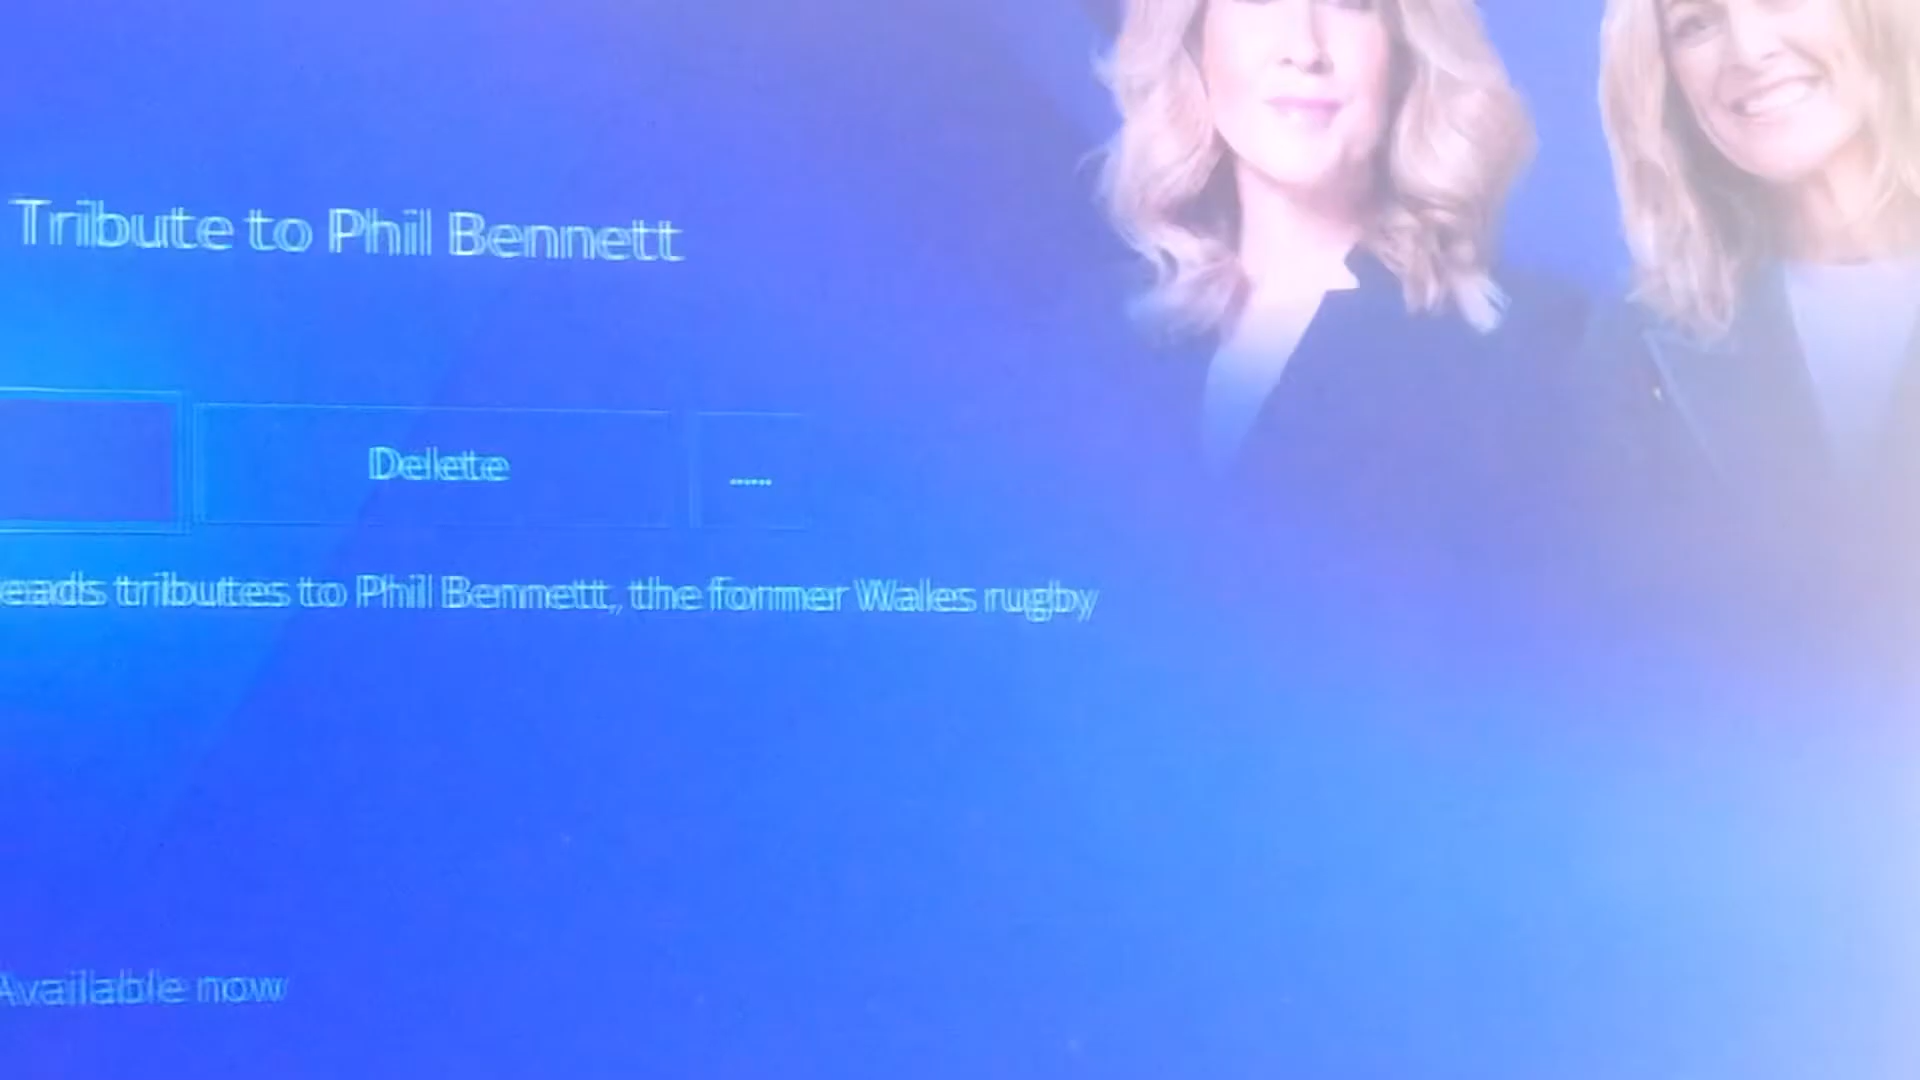 Tribute to Phil Bennett
Delete
...
eads tributes to Phil Bennett, the former Wales rugby
Available now